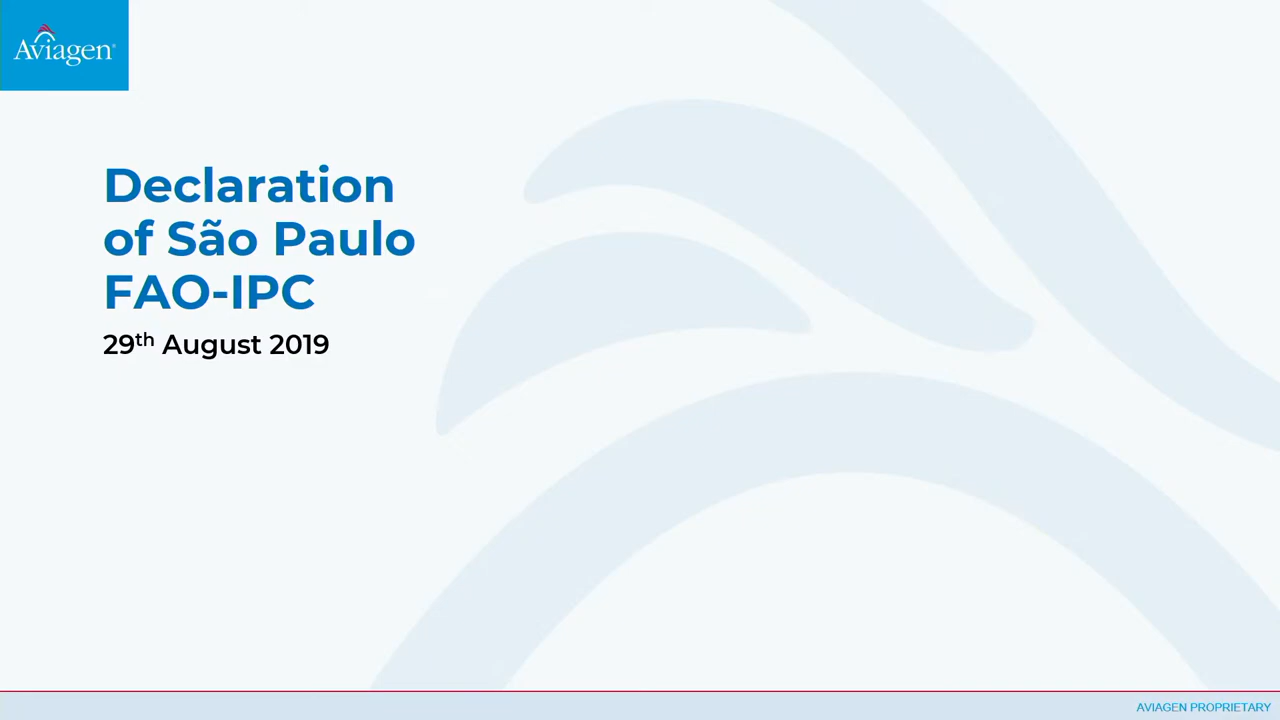 Aviagen®
Declaration
of São Paulo
FAO-IPC
29th August 2019
AVIAGEN PROPRIETARY